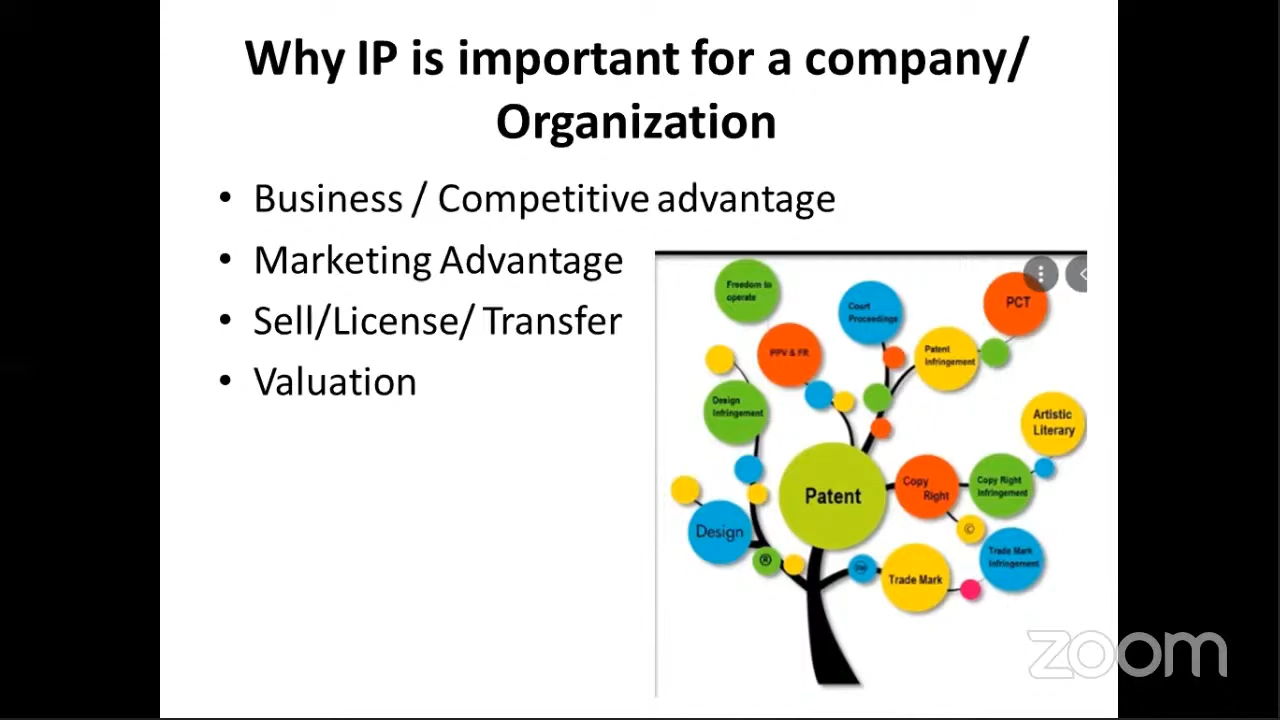 Why IP is important for a company/
Organization
• Business / Competitive advantage
• Marketing Advantage
• Sell/License/ Transfer
• Valuation
Freedom to
operate
Court
Proceedings
PCT
PPV & FR
Patent
Infringement
Design
Infringement
Artistic
Literary
Patent
Copy
Right
Copy Right
Infringement
Design
©
®
TM
Trade Mark
Trade Mark
Infringement
zoom